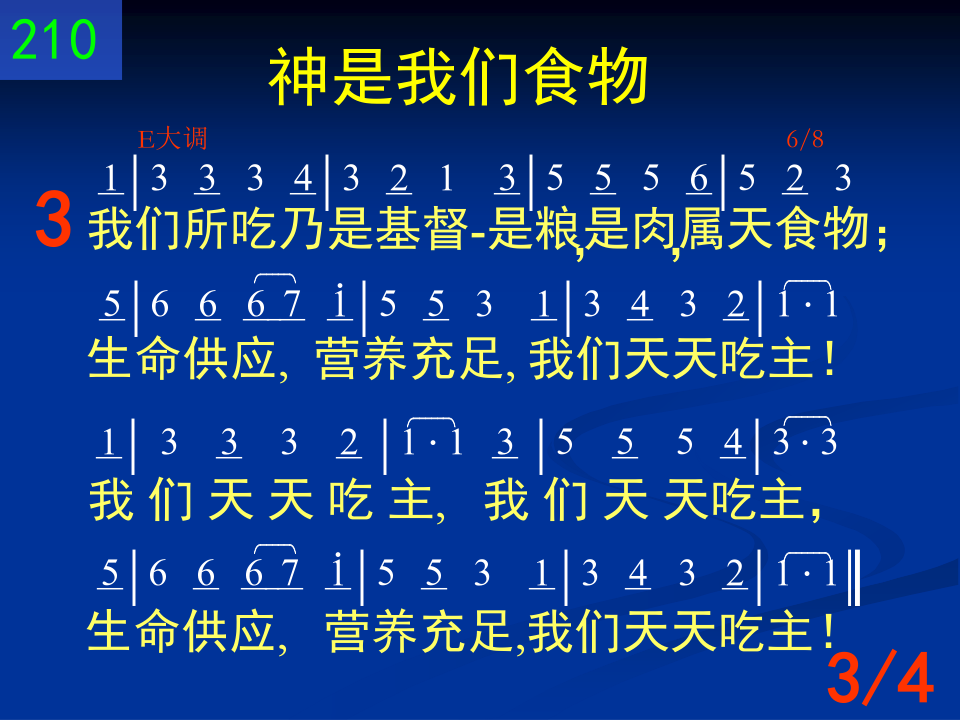 210
神是我们食物
E大调 6/8
1|3 3 3 4|3 2 1 3|5 5 5 6|5 2 3
3 我们所吃乃是基督-是粮,是肉,属天食物；
5|6 6 6 7 i|5 5 3 1|3 4 3 2|1·1
生命供应, 营养充足, 我们天天吃主！
1|3 3 3 2|1·1 3|5 5 5 4|3·3
我们天天吃主, 我们天天吃主，
5|6 6 6 7 i|5 5 3 1|3 4 3 2|1·1‖
生命供应, 营养充足,我们天天吃主！
3/4